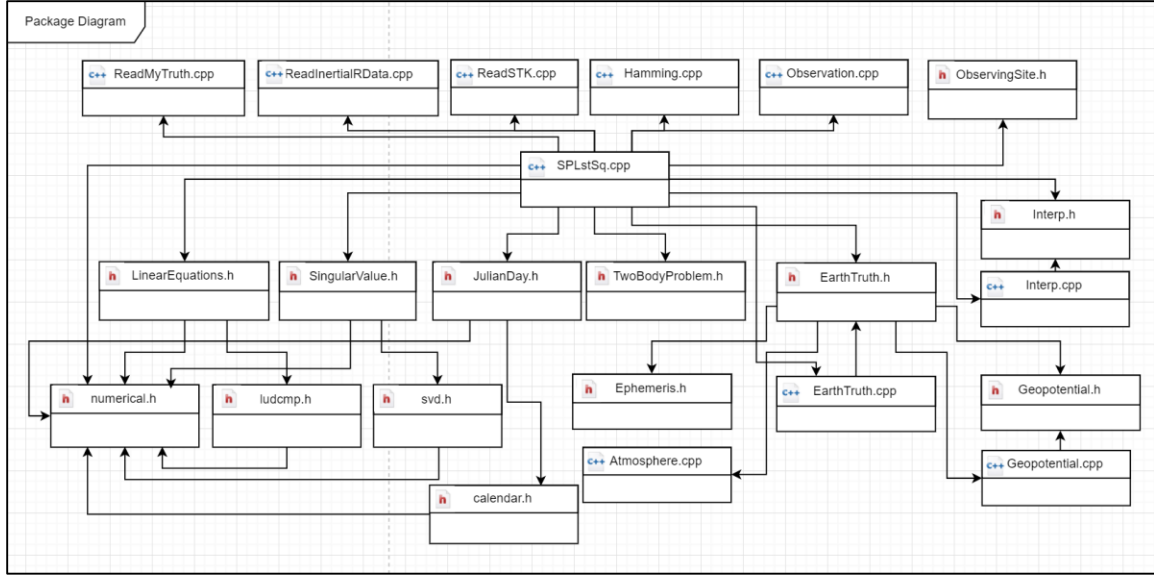 Package Diagram
c++ ReadMyTruth.cpp
c++ ReadInertialRData.cpp
c++ ReadSTK.cpp
c++ Hamming.cpp
c++ Observation.cpp
h ObservingSite.h
c++ SPLstSq.cpp
h Interp.h
h LinearEquations.h
h SingularValue.h
h JulianDay.h
h TwoBodyProblem.h
h EarthTruth.h
c++ Interp.cpp
h numerical.h
h ludcmp.h
h svd.h
h Ephemeris.h
c++ EarthTruth.cpp
h Geopotential.h
c++ Atmosphere.cpp
c++ Geopotential.cpp
h calendar.h